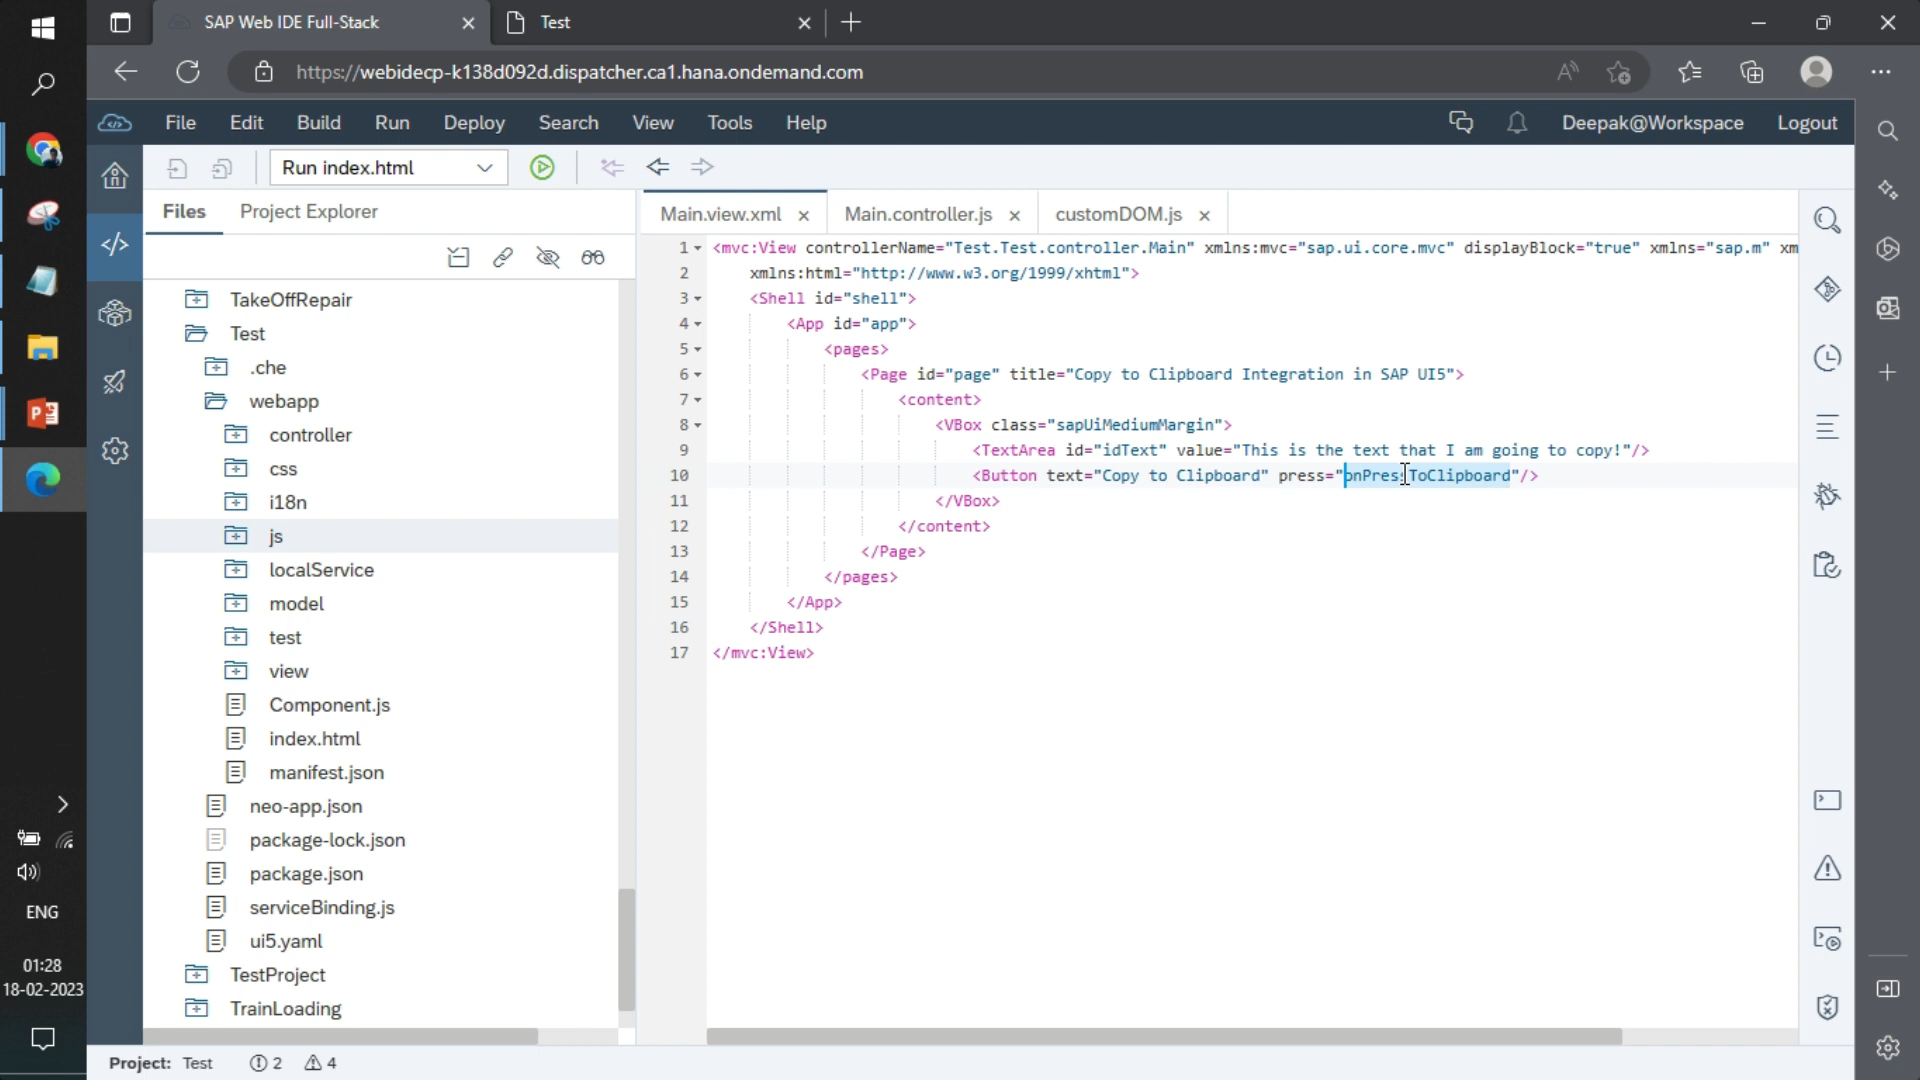 SAP Web IDE Full-Stack
Test
https://webidecp-k138d092d.dispatcher.ca1.hana.ondemand.com
File Edit Build Run Deploy Search View Tools Help
Deepak@Workspace Logout
Run index.html
Files Project Explorer
Main.view.xml Main.controller.js customDOM.js
TakeOffRepair
Test
.che
webapp
controller
css
i18n
js
localService
model
test
view
Component.js
index.html
manifest.json
neo-app.json
package-lock.json
package.json
serviceBinding.js
ui5.yaml
TestProject
TrainLoading
1 <mvc:View controllerName="Test.Test.controller.Main" xmlns:mvc="sap.ui.core.mvc" displayBlock="true" xmlns="sap.m" xm
2 xmlns:html="http://www.w3.org/1999/xhtml">
3 <Shell id="shell">
4 <App id="app">
5 <pages>
6 <Page id="page" title="Copy to Clipboard Integration in SAP UI5">
7 <content>
8 <VBox class="sapUiMediumMargin">
9 <TextArea id="idText" value="This is the text that I am going to copy!"/>
10 <Button text="Copy to Clipboard" press="onPressToClipboard"/>
11 </VBox>
12 </content>
13 </Page>
14 </pages>
15 </App>
16 </Shell>
17 </mvc:View>
Project: Test 2 4
ENG
01:28
18-02-2023